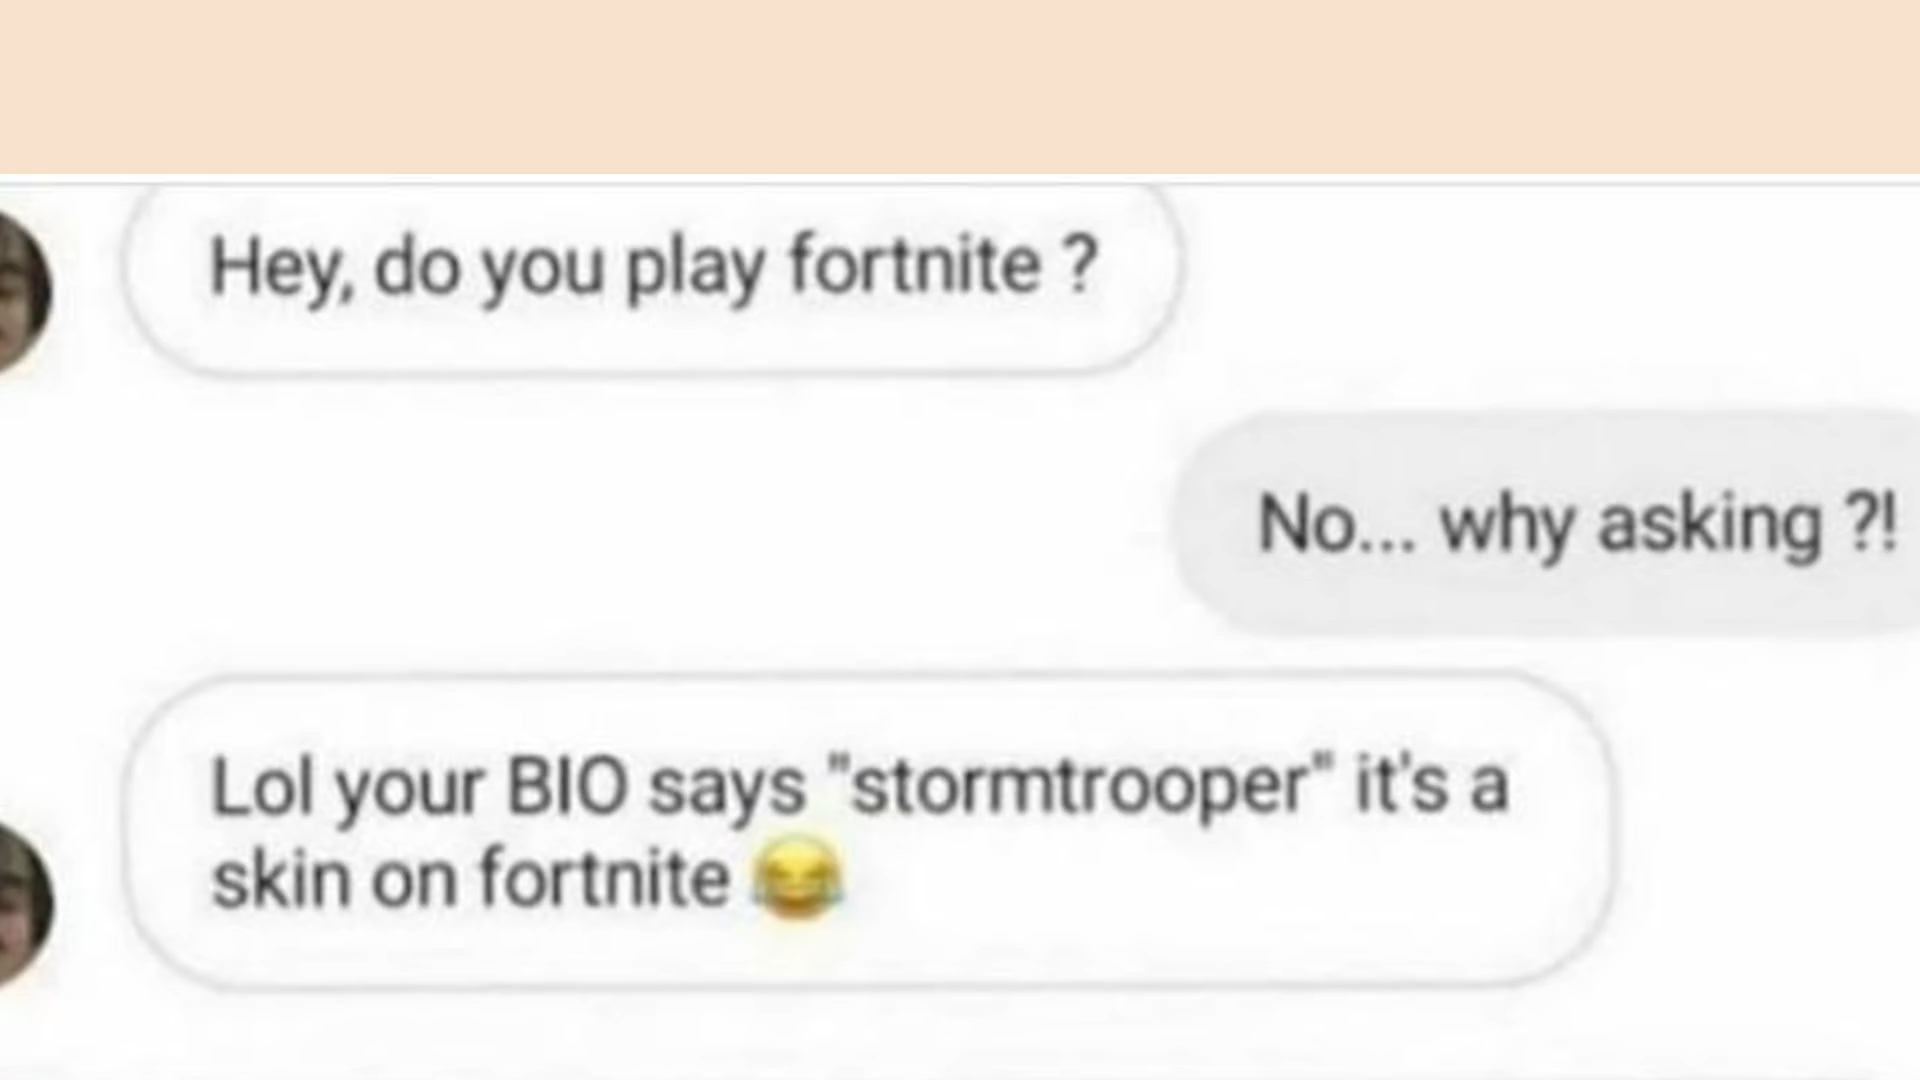 Hey, do you play fortnite ?
No... why asking ?!
Lol your BIO says "stormtrooper" it's a
skin on fortnite 😂